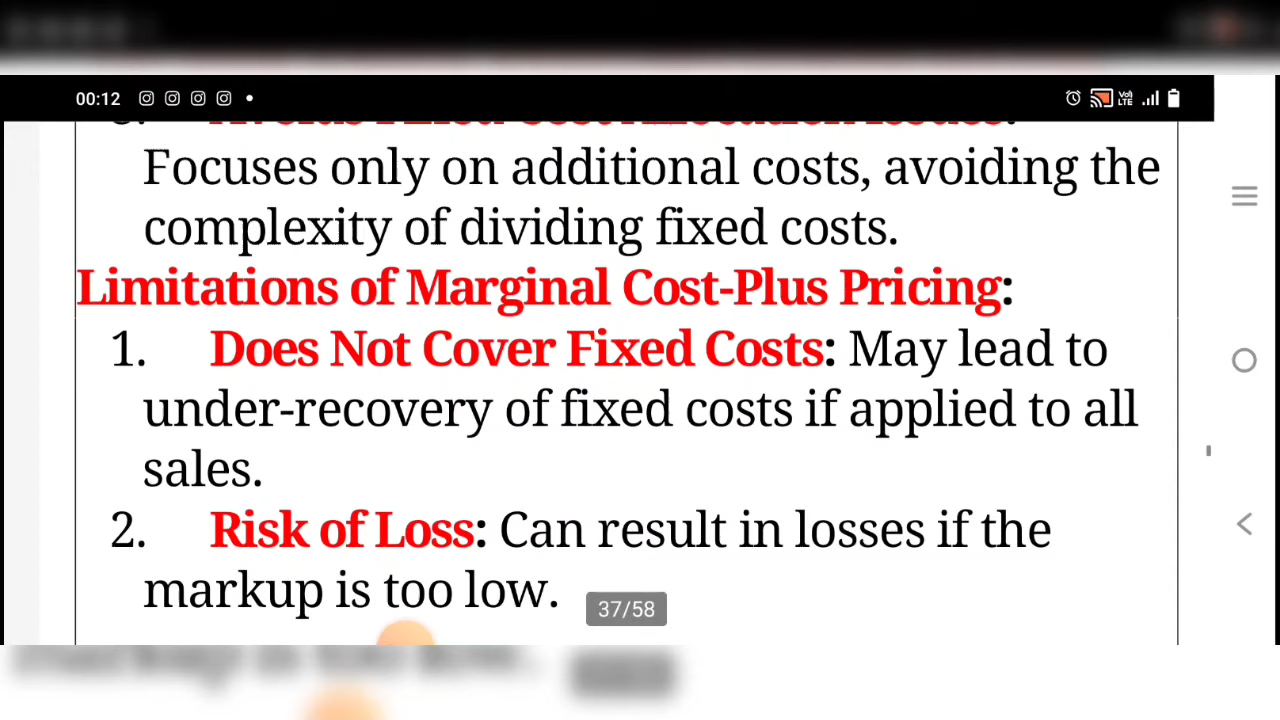 00:12
Focuses only on additional costs, avoiding the
complexity of dividing fixed costs.
Limitations of Marginal Cost-Plus Pricing:
1. Does Not Cover Fixed Costs: May lead to
under-recovery of fixed costs if applied to all
sales.
2. Risk of Loss: Can result in losses if the
markup is too low.
37/58